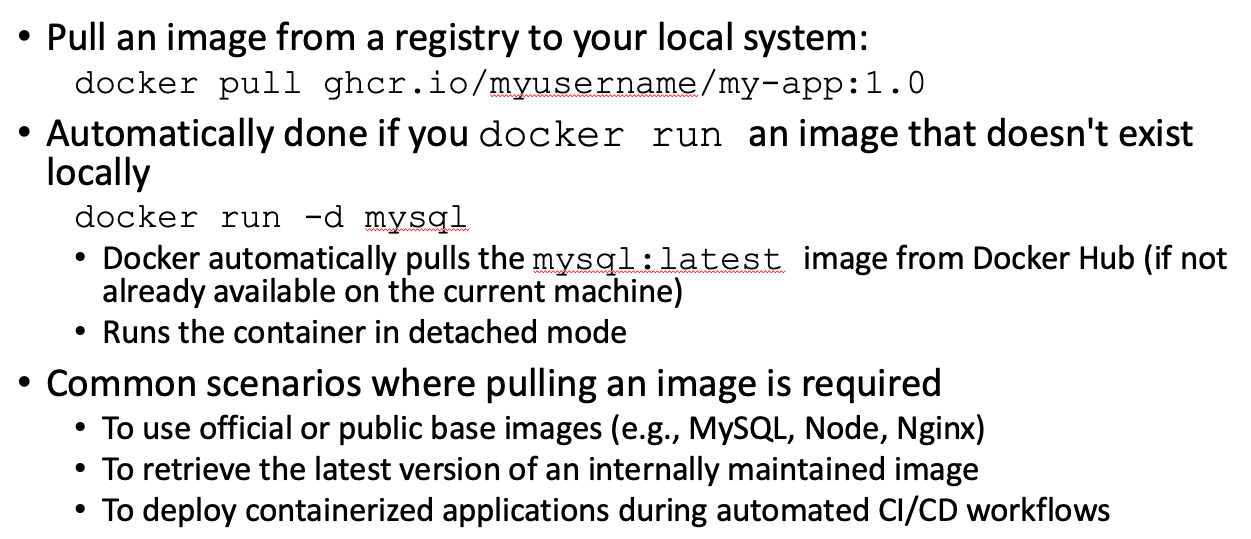 • Pull an image from a registry to your local system:
docker pull ghcr.io/myusername/my-app:1.0
• Automatically done if you docker run an image that doesn't exist
locally
docker run -d mysql
• Docker automatically pulls the mysql:latest image from Docker Hub (if not
already available on the current machine)
• Runs the container in detached mode
• Common scenarios where pulling an image is required
• To use official or public base images (e.g., MySQL, Node, Nginx)
• To retrieve the latest version of an internally maintained image
• To deploy containerized applications during automated CI/CD workflows